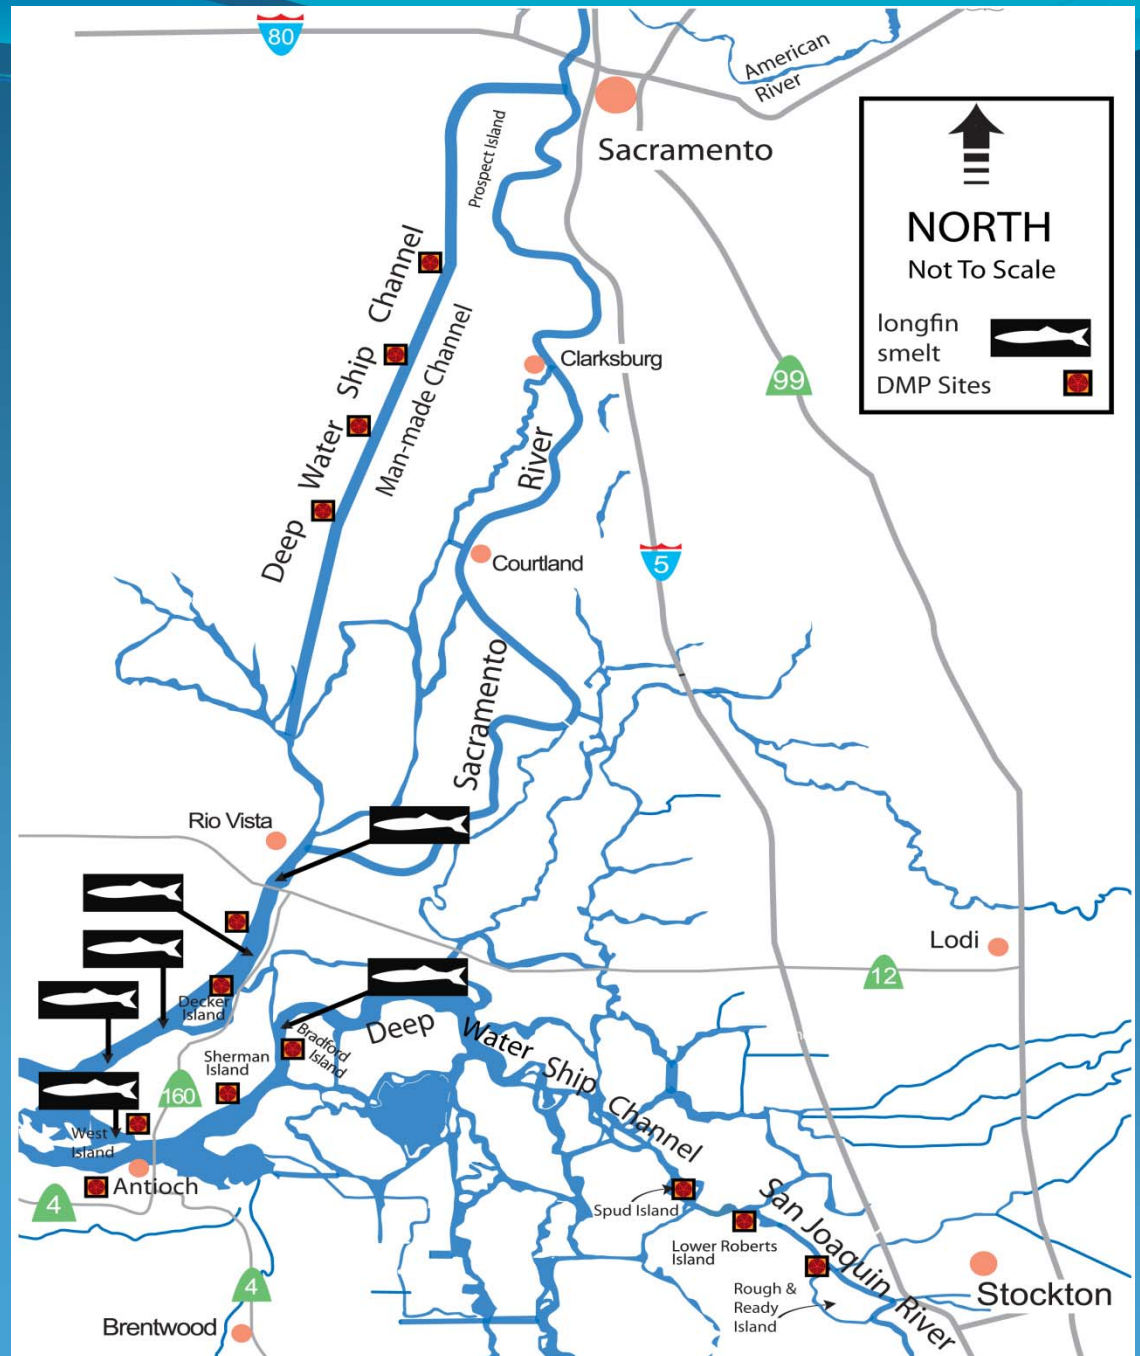 80
American
River
Sacramento
NORTH
Not To Scale
longfin
smelt
DMP Sites
Prospect Island
Deep Water Ship Channel
Man-made Channel
Clarksburg
99
River
5
Courtland
Sacramento
Rio Vista
Lodi
12
Decker
Island
Bradford
Island
Deep Water Ship Channel
Sherman
Island
160
West
Island
Antioch
4
Spud Island
San Joaquin River
Lower Roberts
Island
Rough &
Ready
Island
Stockton
4
Brentwood